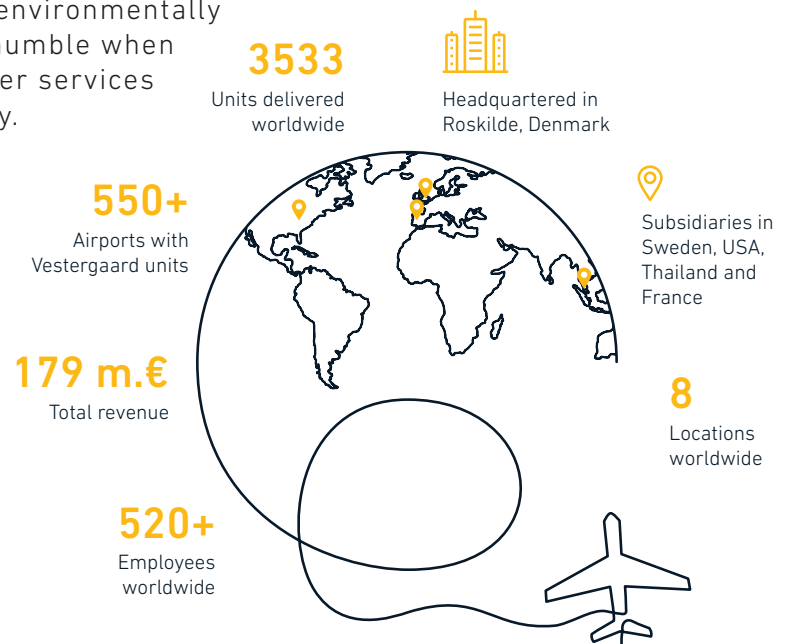 environmentally
humble when
er services
y.
3533
Units delivered
worldwide
Headquartered in
Roskilde, Denmark
550+
Airports with
Vestergaard units
Subsidiaries in
Sweden, USA,
Thailand and
France
179 m.€
Total revenue
8
Locations
worldwide
520+
Employees
worldwide